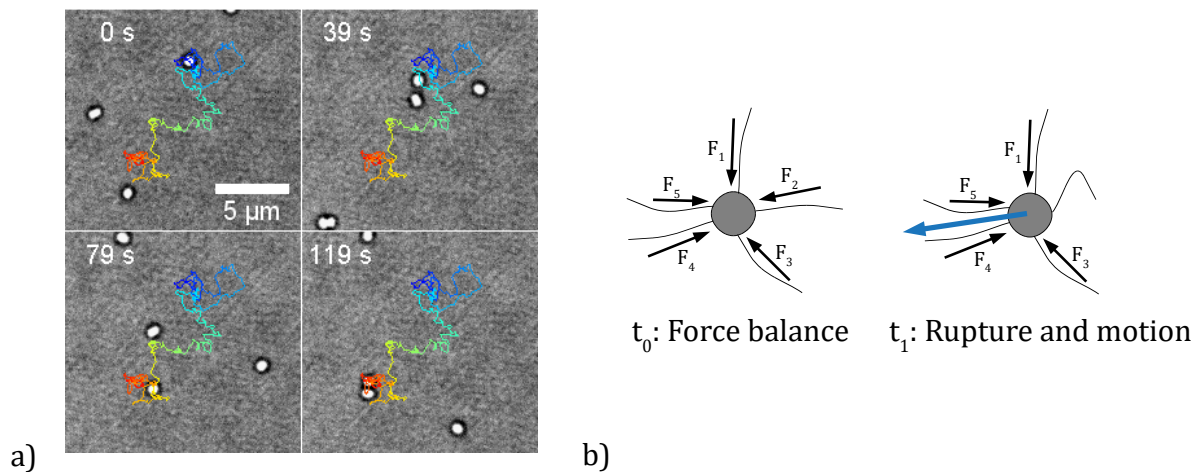 0 s
39 s
5 μm
79 s
119 s
a)
F₁
F₂
F₅
F₄
F₃
t₀: Force balance
F₁
F₅
F₄
F₃
t₁: Rupture and motion
b)